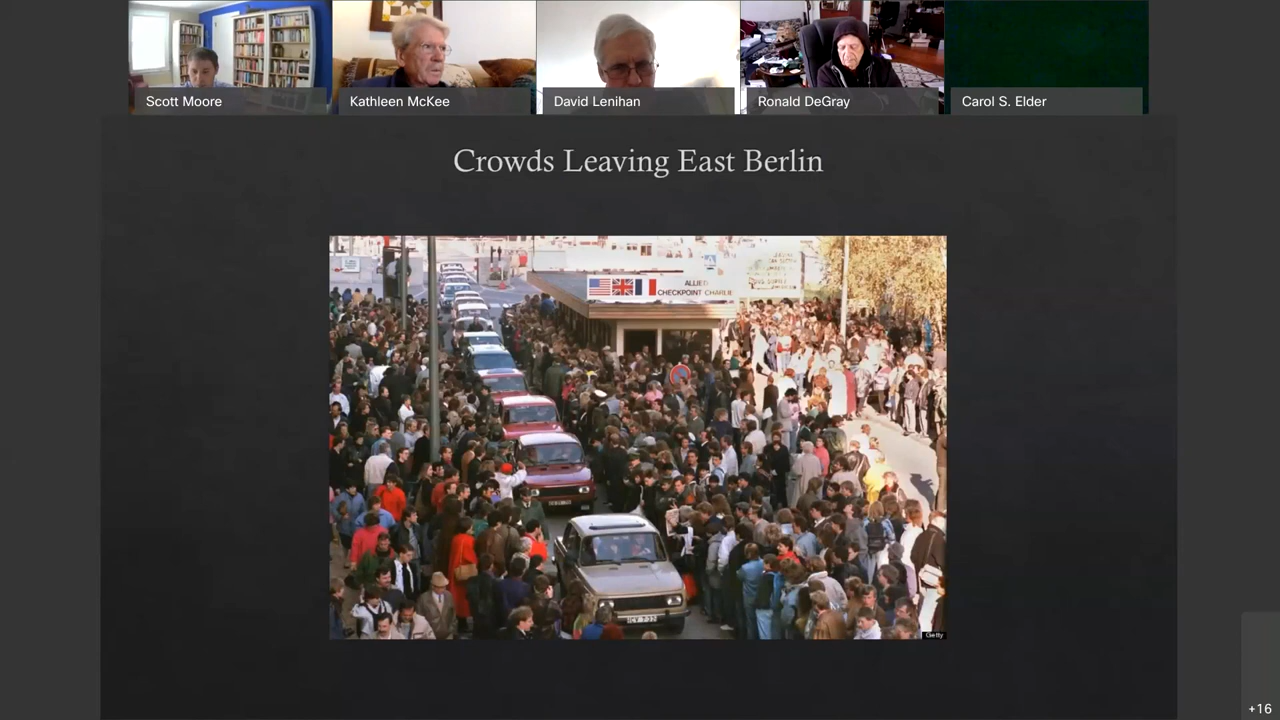 Scott Moore
Kathleen McKee
David Lenihan
Ronald DeGray
Carol S. Elder
Crowds Leaving East Berlin
ALLIED
CHECKPOINT CHARLIE
Getty
+16